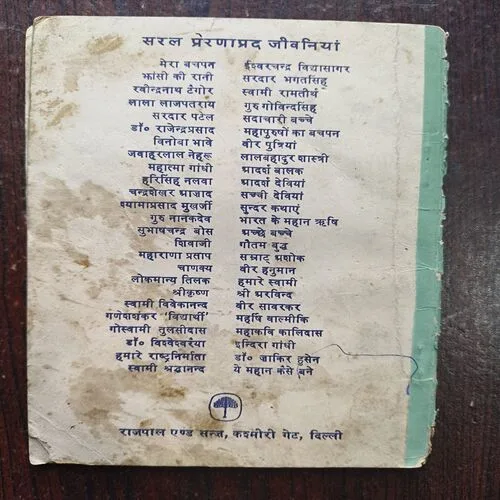 सरल प्रेरणाप्रद जीवनियां
मेरा बचपन
झांसी की रानी
रवीन्द्रनाथ टैगोर
लाला लाजपतराय
सरदार पटेल
डॉ० राजेन्द्रप्रसाद
विनोबा भावे
जवाहरलाल नेहरू
महात्मा गांधी
हरिसिंह नलवा
चन्द्रशेखर आज़ाद
श्यामाप्रसाद मुखर्जी
गुरु नानकदेव
सुभाषचन्द्र बोस
शिवाजी
महाराणा प्रताप
चाणक्य
लोकमान्य तिलक
श्रीकृष्ण
स्वामी विवेकानन्द
गणेशशंकर 'विद्यार्थी'
गोस्वामी तुलसीदास
डॉ० विश्वेश्वरैया
हमारे राष्ट्रनिर्माता
स्वामी श्रद्धानन्द
ईश्वरचन्द्र विद्यासागर
सरदार भगतसिंह
स्वामी रामतीर्थ
गुरु गोविन्दसिंह
सदाचारी बच्चे
महापुरुषों का बचपन
वीर पुत्रियां
लालबहादुर शास्त्री
आदर्श बालक
आदर्श देवियां
सच्ची देवियां
सुन्दर कथाएं
भारत के महान ऋषि
अच्छे बच्चे
गौतम बुद्ध
सम्राट् अशोक
वीर हनुमान
हमारे स्वामी
श्री अरविन्द
वीर सावरकर
महर्षि वाल्मीकि
महाकवि कालिदास
इन्दिरा गांधी
डॉ० ज़ाकिर हुसेन
ये महान कैसे बने
राजपाल एण्ड सन्ज़, कश्मीरी गेट, दिल्ली